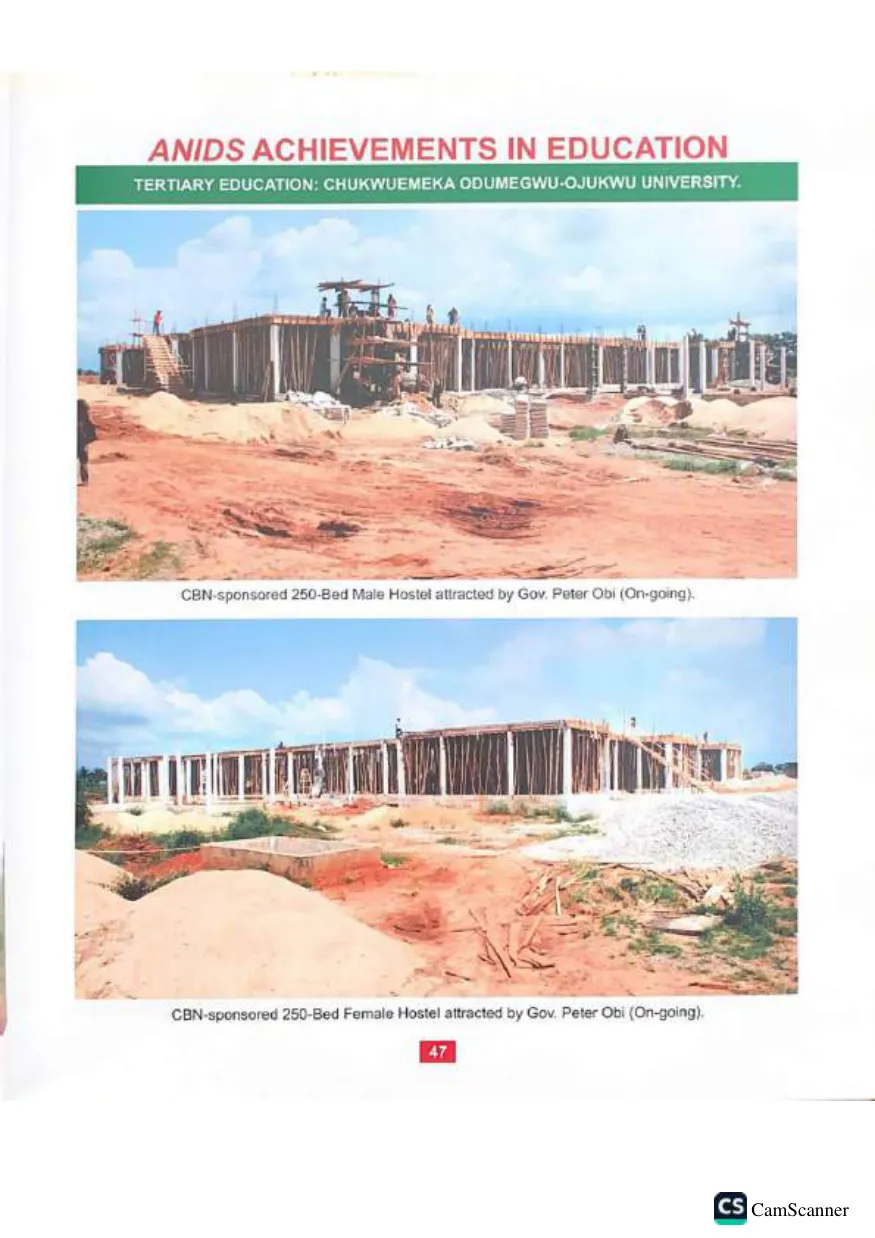 ANIDS ACHIEVEMENTS IN EDUCATION
TERTIARY EDUCATION: CHUKWUEMEKA ODUMEGWU-OJUKWU UNIVERSITY.
CBN-sponsored 250-Bed Male Hostel attracted by Gov. Peter Obi (On-going).
CBN-sponsored 250-Bed Female Hostel attracted by Gov. Peter Obi (On-going).
47
CS CamScanner